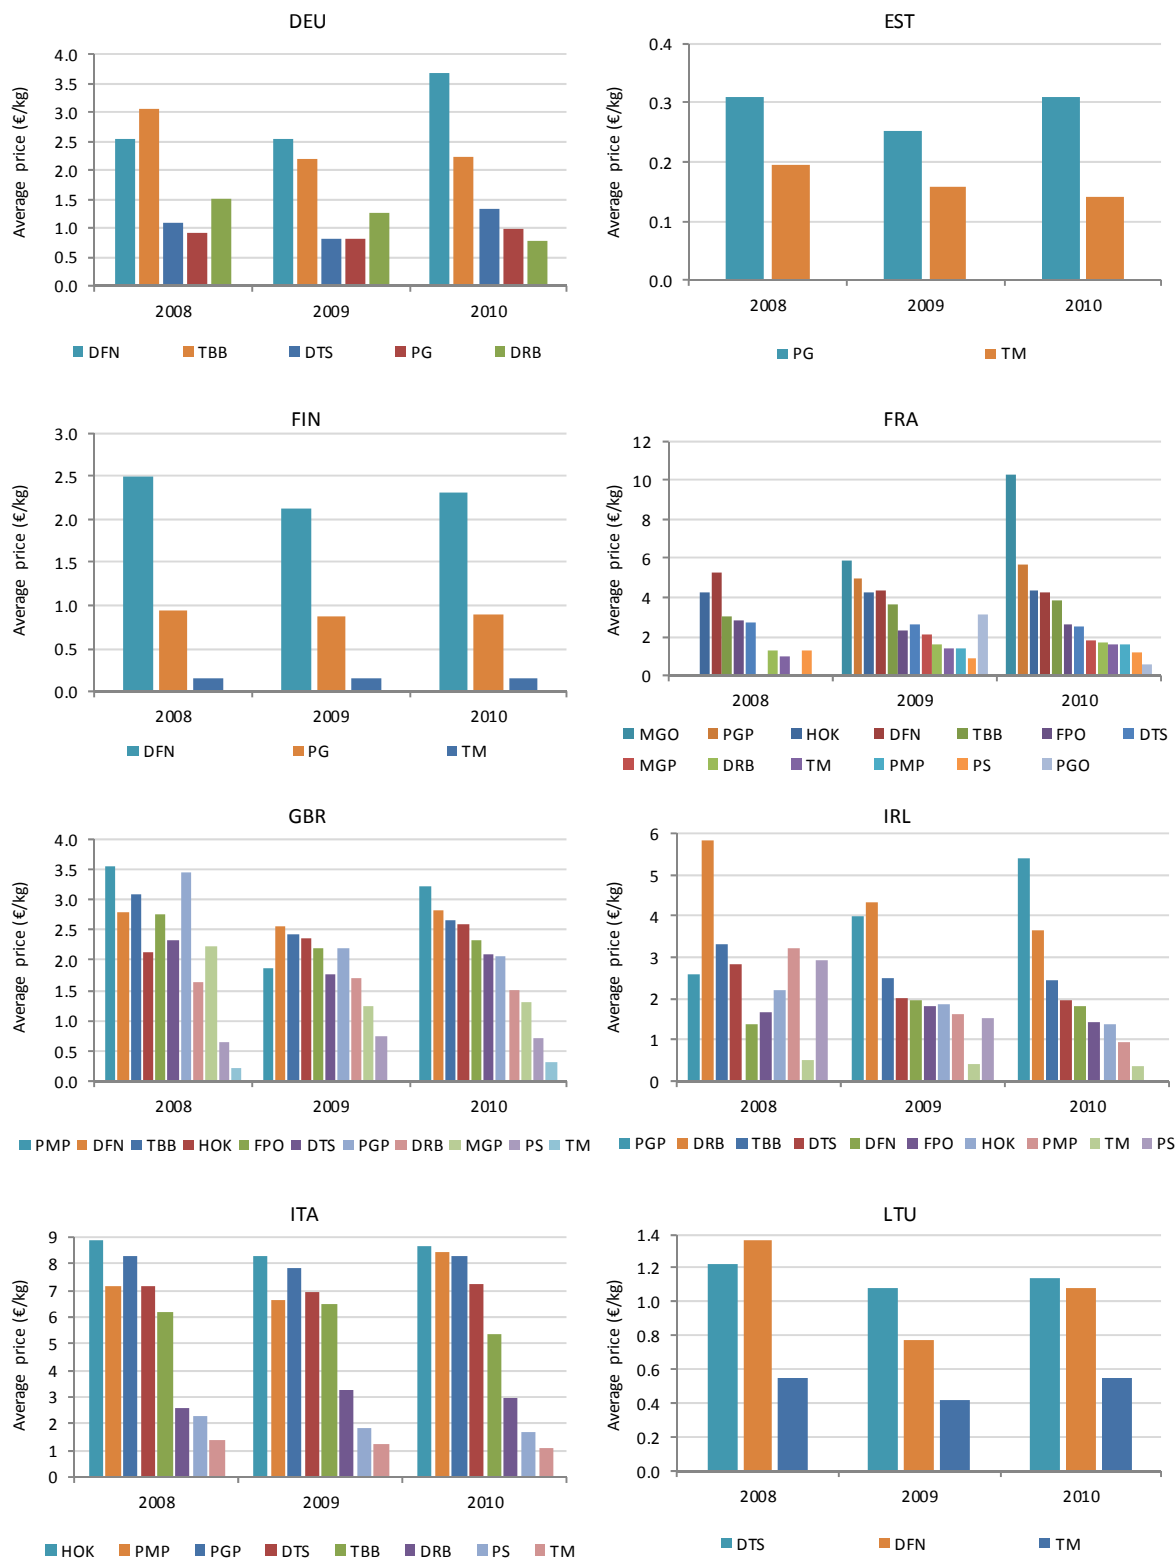 DEU
Average price (€/kg)
4.0
3.5
3.0
2.5
2.0
1.5
1.0
0.5
0.0
2008 2009 2010
DFN TBB DTS PG DRB
EST
Average price (€/kg)
0.4
0.3
0.2
0.1
0.0
2008 2009 2010
PG TM
FIN
Average price (€/kg)
3.0
2.5
2.0
1.5
1.0
0.5
0.0
2008 2009 2010
DFN PG TM
FRA
Average price (€/kg)
12
10
8
6
4
2
0
2008 2009 2010
MGO PGP HOK DFN TBB FPO DTS
MGP DRB TM PMP PS PGO
GBR
Average price (€/kg)
4.0
3.5
3.0
2.5
2.0
1.5
1.0
0.5
0.0
2008 2009 2010
PMP DFN TBB HOK FPO DTS PGP DRB MGP PS TM
IRL
Average price (€/kg)
6
5
4
3
2
1
0
2008 2009 2010
PGP DRB TBB DTS DFN FPO HOK PMP TM PS
ITA
Average price (€/kg)
9
8
7
6
5
4
3
2
1
0
2008 2009 2010
HOK PMP PGP DTS TBB DRB PS TM
LTU
Average price (€/kg)
1.4
1.2
1.0
0.8
0.6
0.4
0.2
0.0
2008 2009 2010
DTS DFN TM